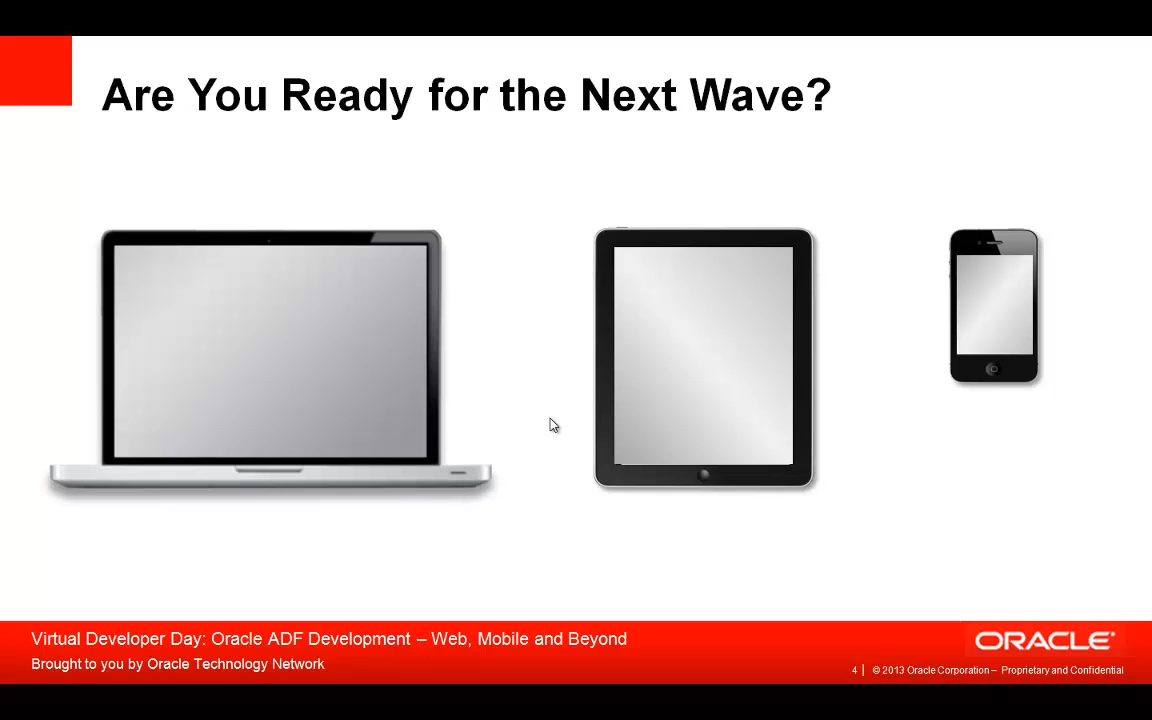 Are You Ready for the Next Wave?
Virtual Developer Day: Oracle ADF Development – Web, Mobile and Beyond
Brought to you by Oracle Technology Network
ORACLE
4 | © 2013 Oracle Corporation – Proprietary and Confidential